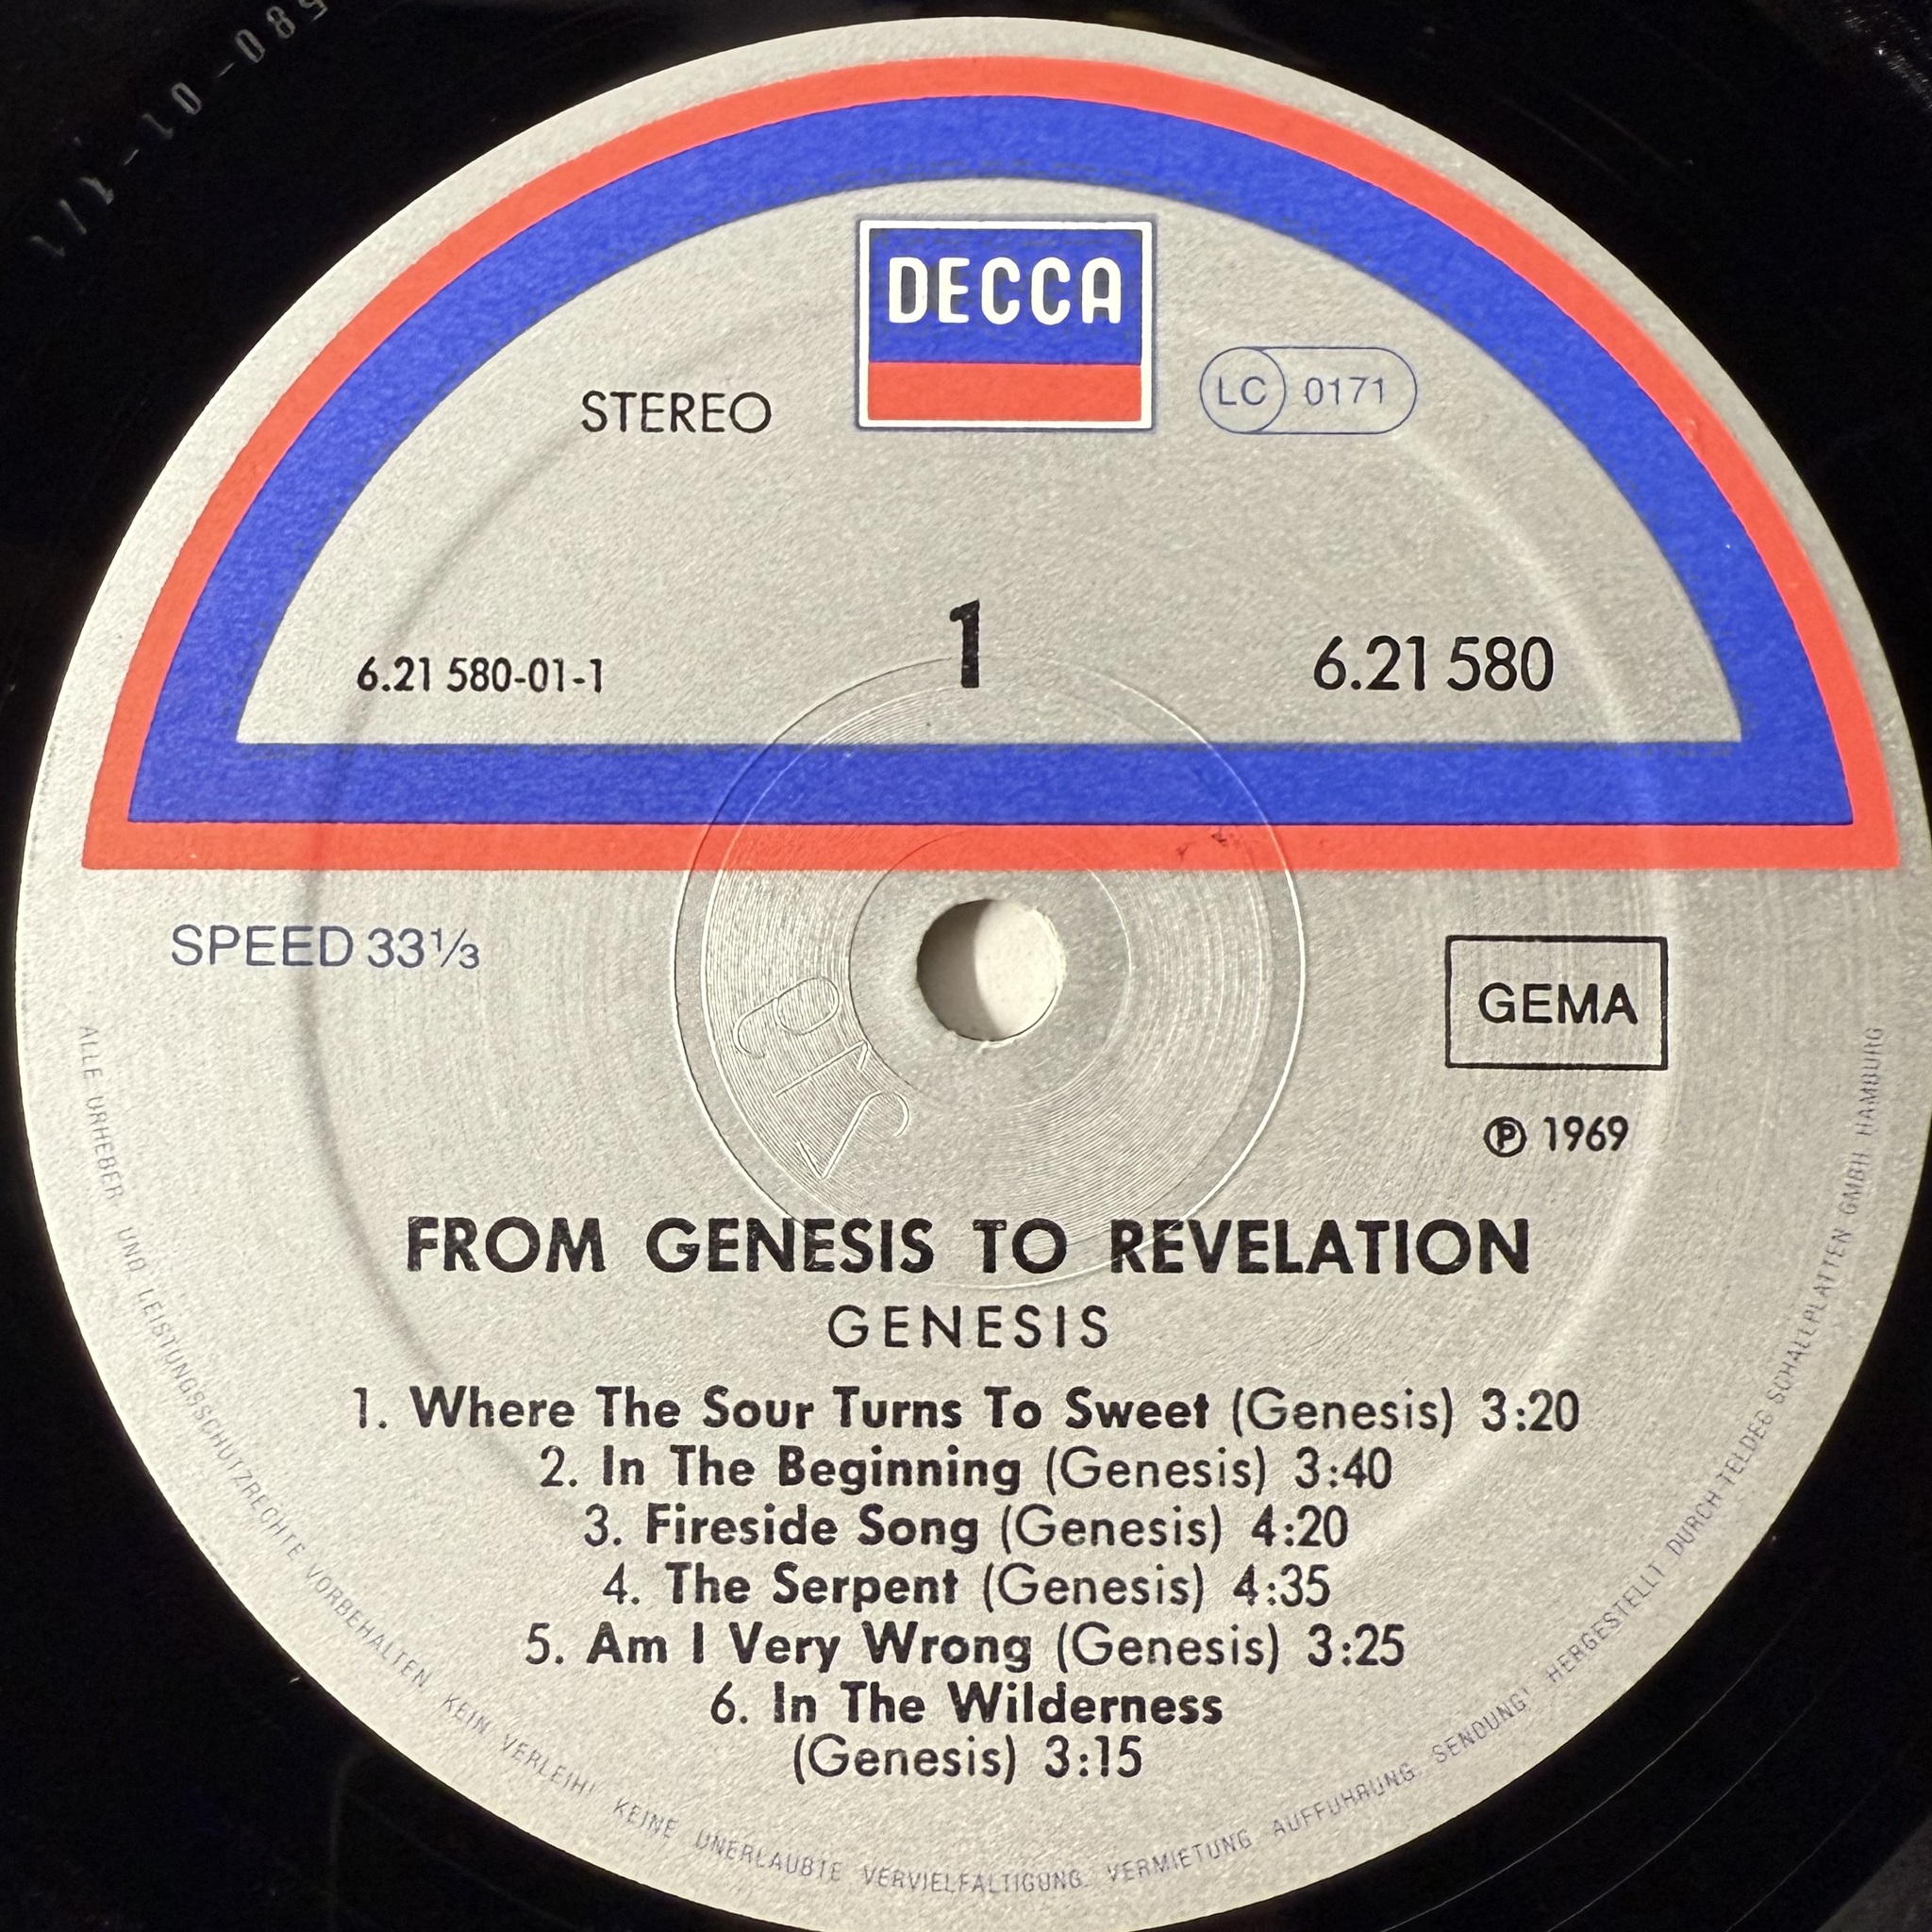 580-01-1/1
DECCA
STEREO
LC 0171
1
6.21 580-01-1
6.21 580
SPEED 33⅓
GEMA
℗ 1969
FROM GENESIS TO REVELATION
GENESIS
1. Where The Sour Turns To Sweet (Genesis) 3:20
2. In The Beginning (Genesis) 3:40
3. Fireside Song (Genesis) 4:20
4. The Serpent (Genesis) 4:35
5. Am I Very Wrong (Genesis) 3:25
6. In The Wilderness
(Genesis) 3:15
ALLE URHEBER UND LEISTUNGSSCHUTZRECHTE VORBEHALTEN KEIN VERLEIH! KEINE UNERLAUBTE VERVIELFÄLTIGUNG, VERMIETUNG, AUFFÜHRUNG, SENDUNG! HERGESTELLT DURCH TELDEC SCHALLPLATTEN GMBH HAMBURG